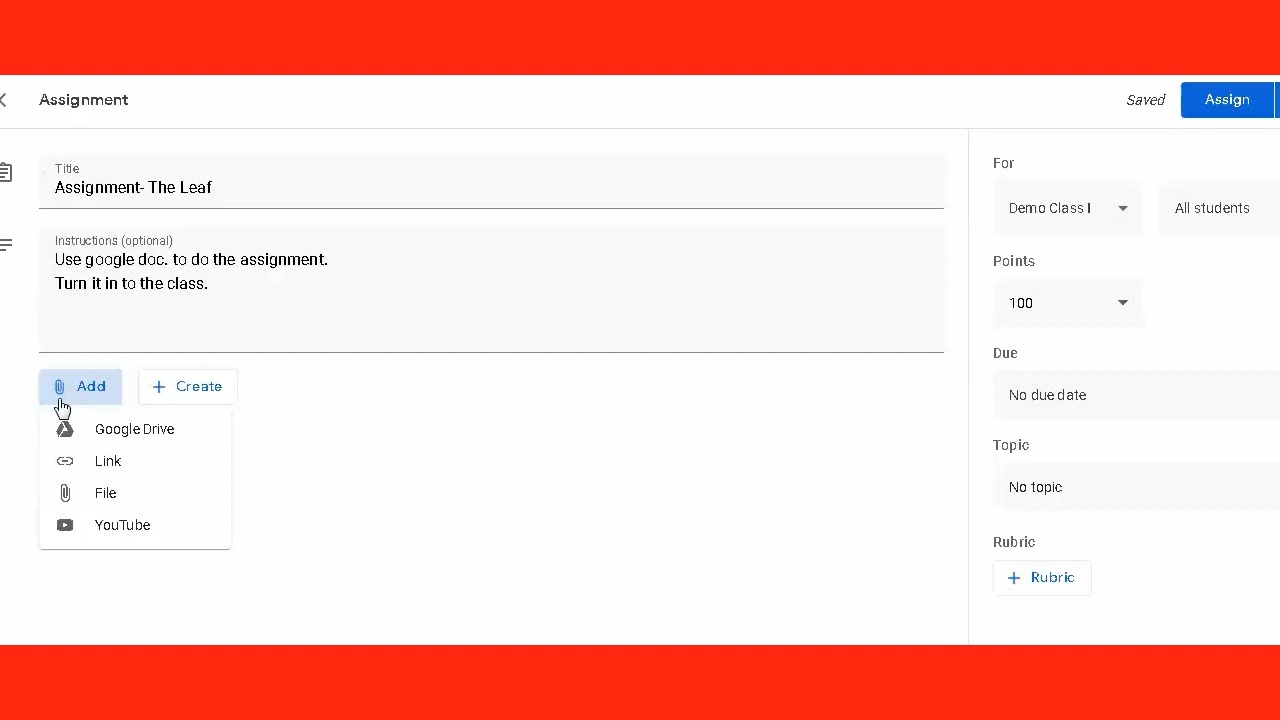 Assignment
Saved
Assign
Title
Assignment- The Leaf
Instructions (optional)
Use google doc. to do the assignment.
Turn it in to the class.
Add
Create
Google Drive
Link
File
YouTube
For
Demo Class I
All students
Points
100
Due
No due date
Topic
No topic
Rubric
Rubric